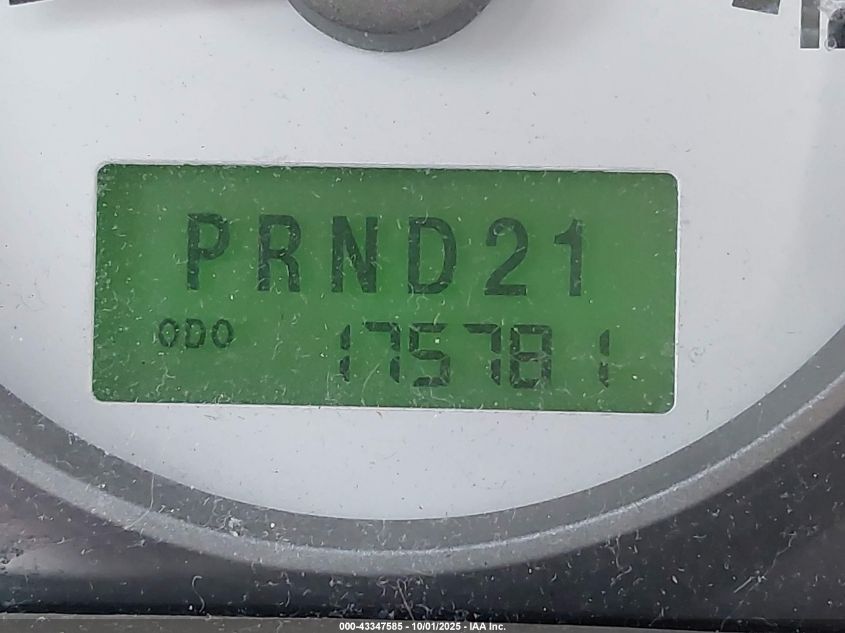 PRND21
ODO 175781
000-43347585 - 10/01/2025 - IAA Inc.